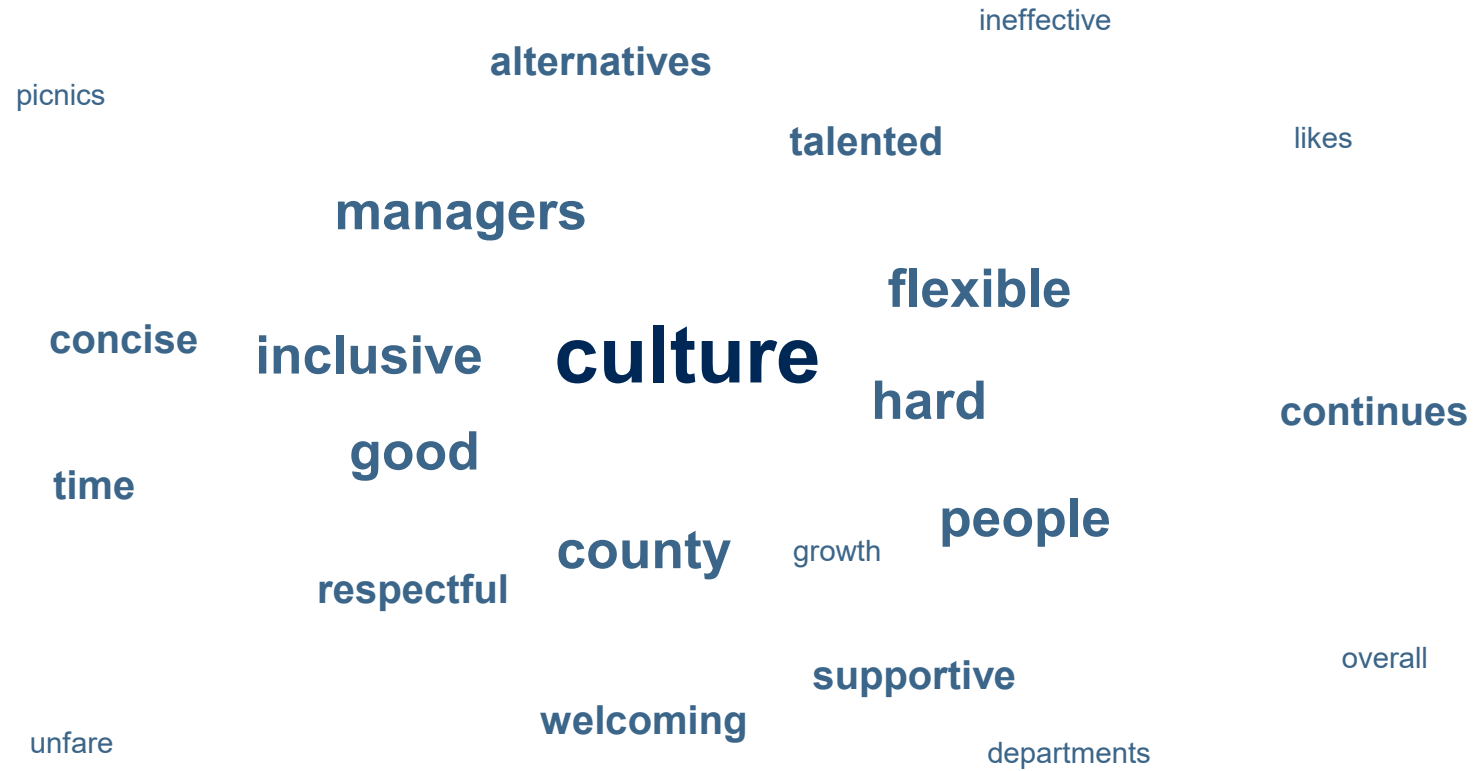 ineffective
alternatives
picnics
talented
likes
managers
flexible
concise
inclusive
culture
hard
continues
good
time
people
county
growth
respectful
overall
supportive
welcoming
unfare
departments